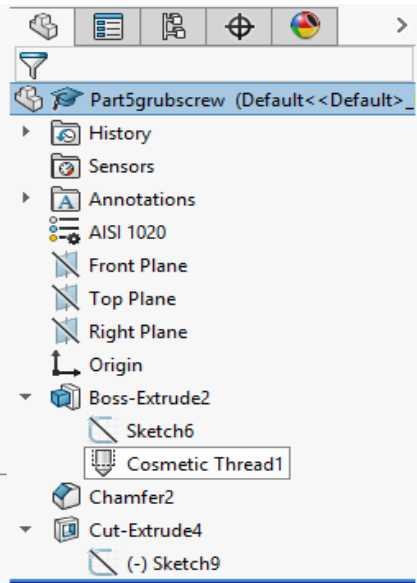 Part5grubscrew (Default<<Default>_
History
Sensors
A Annotations
AISI 1020
Front Plane
Top Plane
Right Plane
Origin
Boss-Extrude2
Sketch6
Cosmetic Thread1
Chamfer2
Cut-Extrude4
(-) Sketch9